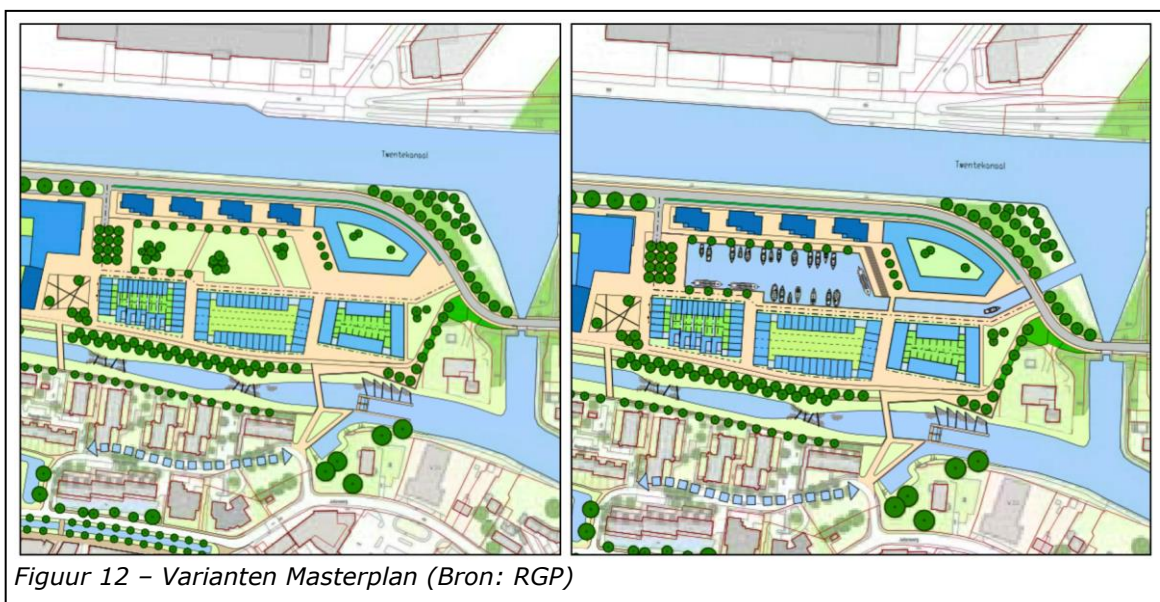 Twentekanaal
Twentekanaal
Figuur 12 – Varianten Masterplan (Bron: RGP)